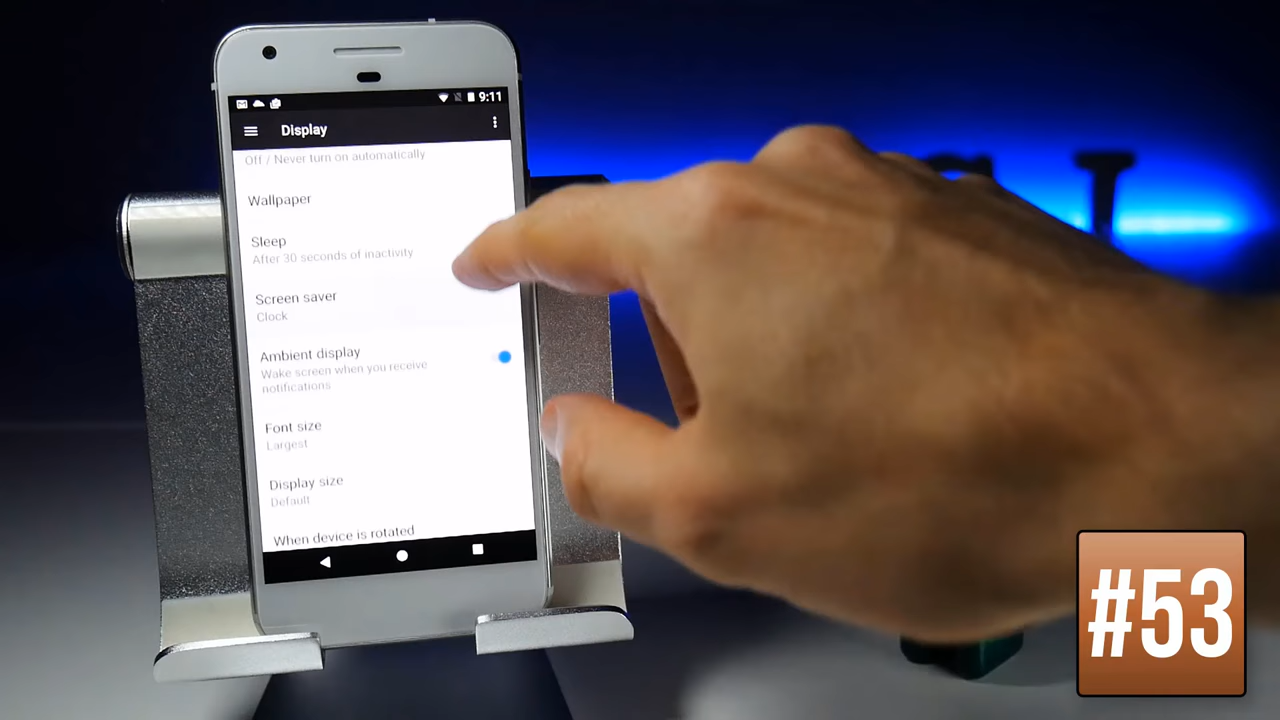 9:11
Display
Off / Never turn on automatically
Wallpaper
Sleep
After 30 seconds of inactivity
Screen saver
Clock
Ambient display
Wake screen when you receive
notifications
Font size
Largest
Display size
Default
When device is rotated
#53